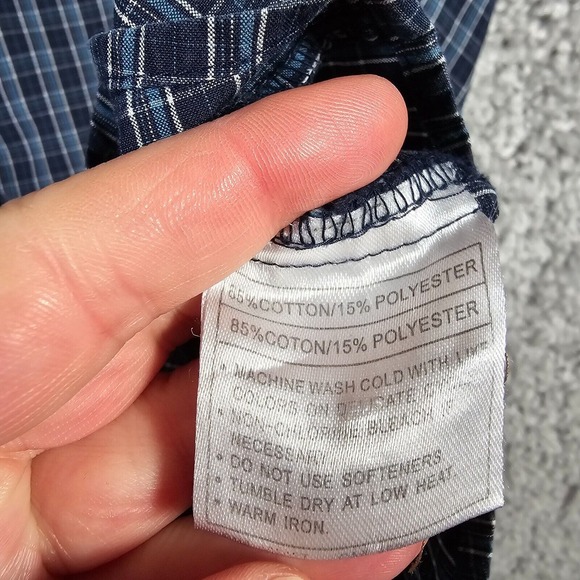 85%COTTON/15% POLYESTER
85%COTON/15% POLYESTER
• MACHINE WASH COLD WITH LIKE
COLORS ON DELICATE
• NON-CHLORINE BLEACH IF
NECESSARY
• DO NOT USE SOFTENERS.
• TUMBLE DRY AT LOW HEAT.
• WARM IRON.